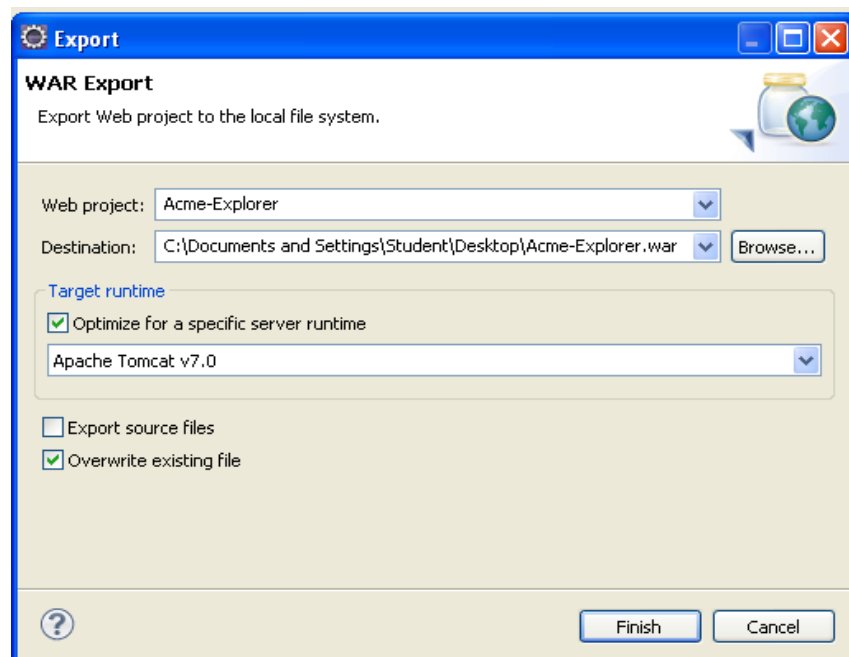 Export
WAR Export
Export Web project to the local file system.
Web project: Acme-Explorer
Destination: C:\Documents and Settings\Student\Desktop\Acme-Explorer.war Browse...
Target runtime
Optimize for a specific server runtime
Apache Tomcat v7.0
Export source files
Overwrite existing file
? Finish Cancel